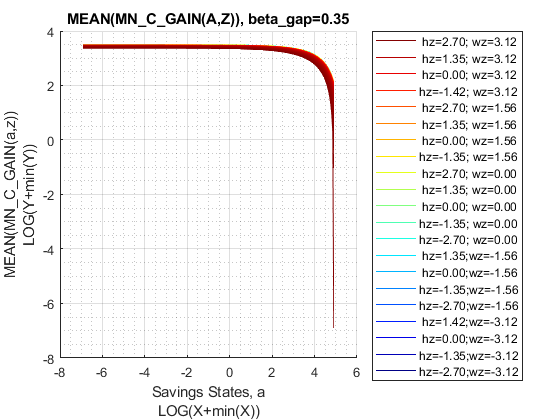 MEAN(MN_C_GAIN(A,Z)), beta_gap=0.35
4
2
0
-2
-4
-6
-8
-8
-6
-4
-2
0
2
4
6
MEAN(MN_C_GAIN(a,z))
LOG(Y+min(Y))
Savings States, a
LOG(X+min(X))
hz=2.70; wz=3.12
hz=1.35; wz=3.12
hz=0.00; wz=3.12
hz=-1.42; wz=3.12
hz=2.70; wz=1.56
hz=1.35; wz=1.56
hz=0.00; wz=1.56
hz=-1.35; wz=1.56
hz=2.70; wz=0.00
hz=1.35; wz=0.00
hz=0.00; wz=0.00
hz=-1.35; wz=0.00
hz=-2.70; wz=0.00
hz=1.35;wz=-1.56
hz=0.00;wz=-1.56
hz=-1.35;wz=-1.56
hz=-2.70;wz=-1.56
hz=1.42;wz=-3.12
hz=0.00;wz=-3.12
hz=-1.35;wz=-3.12
hz=-2.70;wz=-3.12